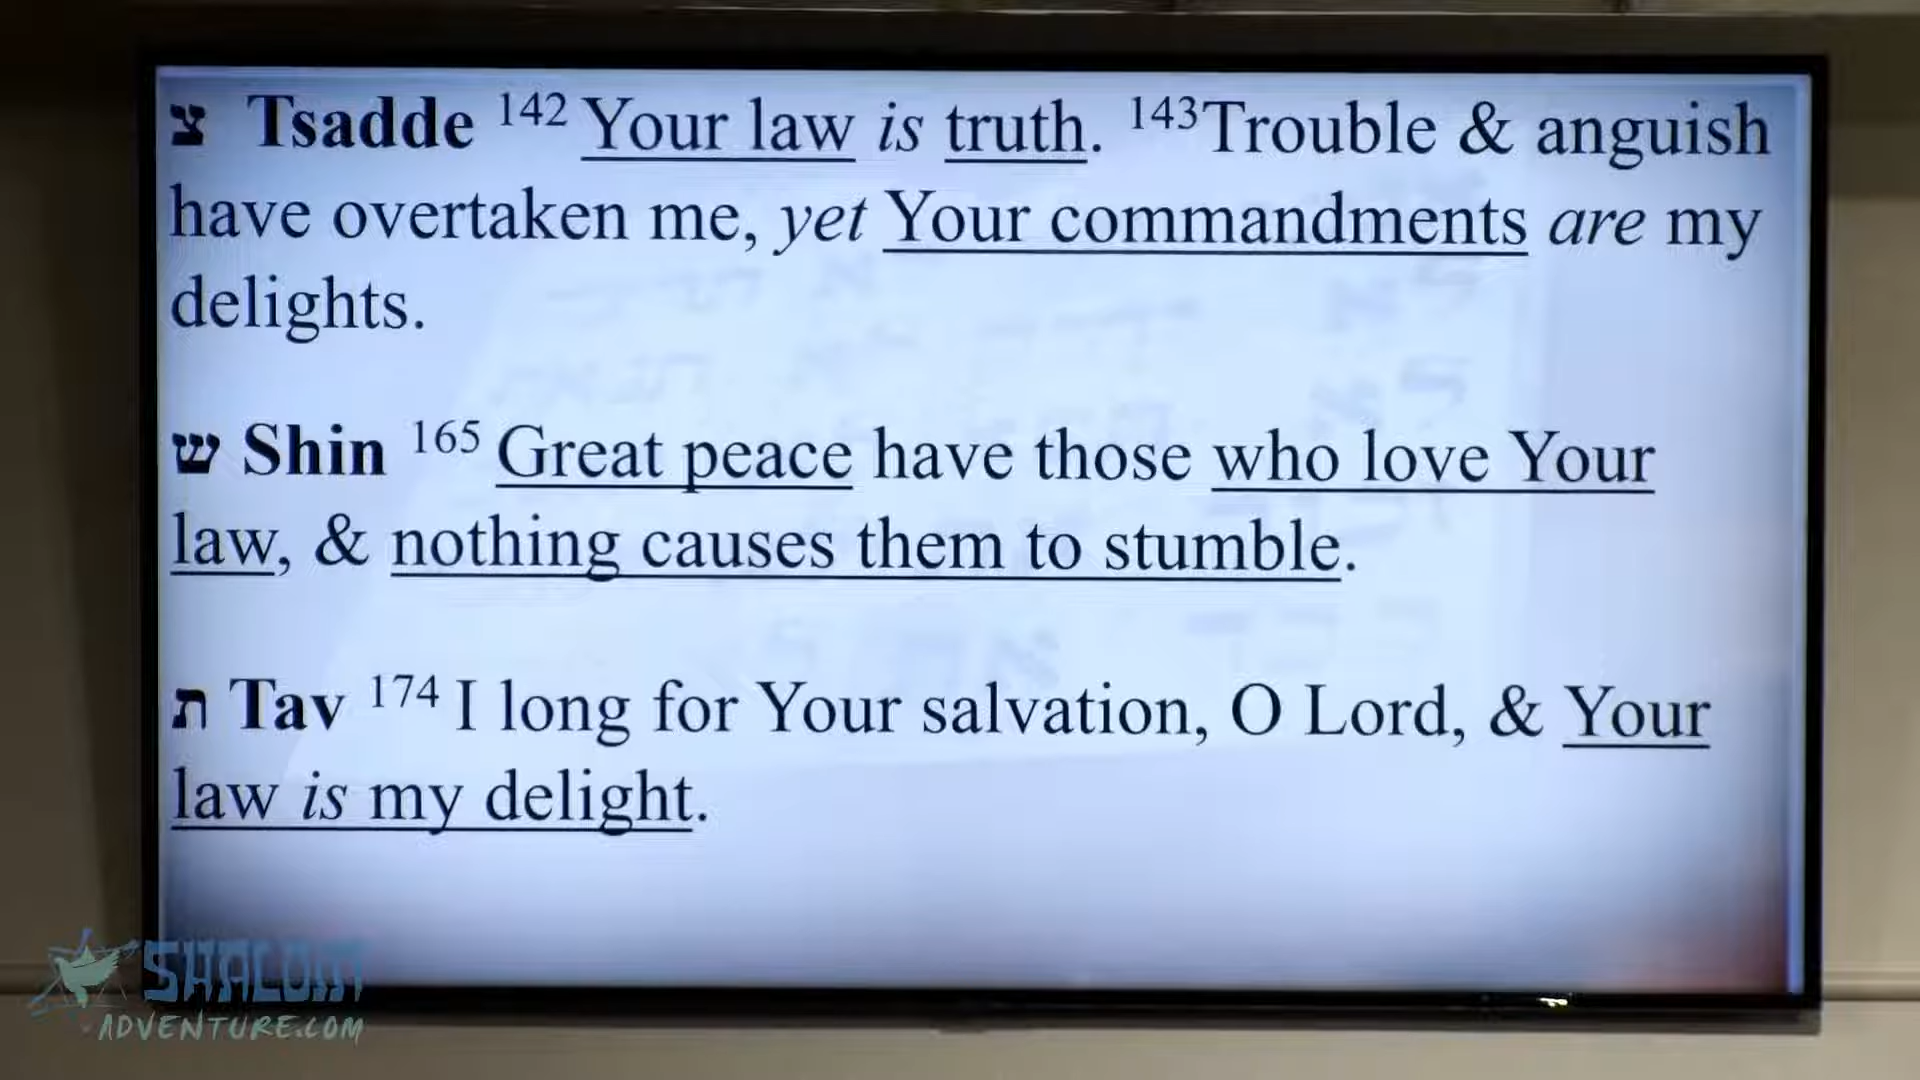 צ Tsadde 142 Your law is truth. 143Trouble & anguish
have overtaken me, yet Your commandments are my
delights.
ש Shin 165 Great peace have those who love Your
law, & nothing causes them to stumble.
ת Tav 174 I long for Your salvation, O Lord, & Your
law is my delight.
SHALOM
ADVENTURE.COM